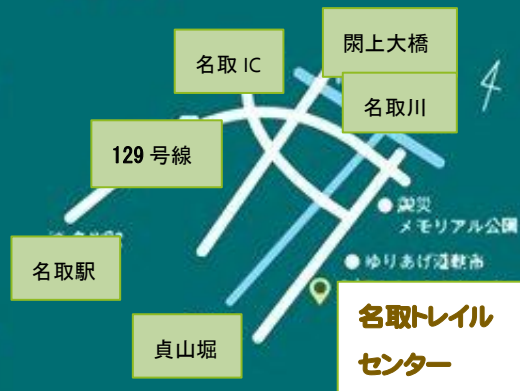 閖上大橋
名取 IC
名取川
129 号線
震災
メモリアル公園
ゆりあげ港朝市
名取駅
名取トレイル
センター
貞山堀